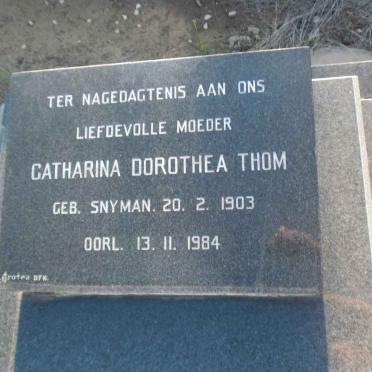 TER NAGEDAGTENIS AAN ONS
LIEFDEVOLLE MOEDER
CATHARINA DOROTHEA THOM
GEB. SNYMAN. 20. 2. 1903
OORL. 13. 11. 1984